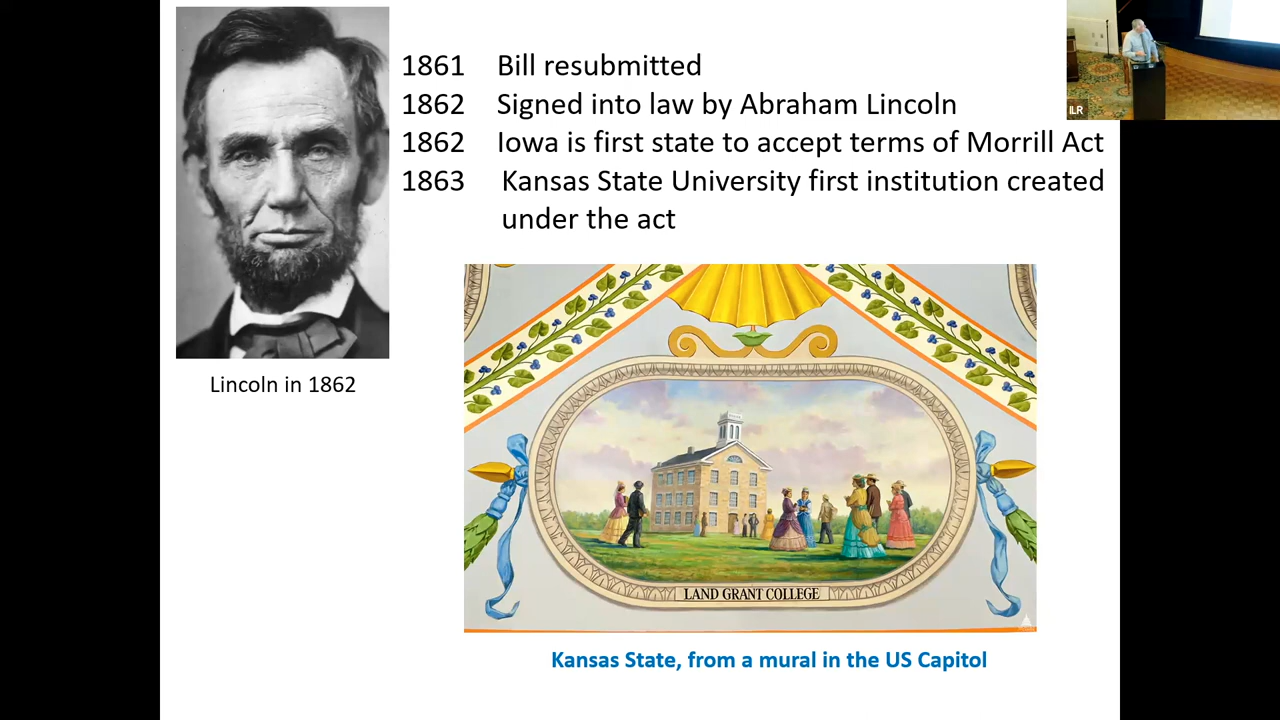 1861 Bill resubmitted
1862 Signed into law by Abraham Lincoln
1862 Iowa is first state to accept terms of Morrill Act
1863 Kansas State University first institution created
under the act
ILR
Lincoln in 1862
LAND GRANT COLLEGE
Kansas State, from a mural in the US Capitol